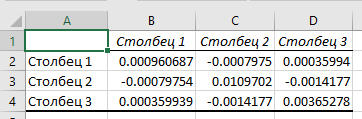 A B C D
1 Столбец 1 Столбец 2 Столбец 3
2 Столбец 1 0.000960687 -0.0007975 0.00035994
3 Столбец 2 -0.00079754 0.0109702 -0.0014177
4 Столбец 3 0.000359939 -0.0014177 0.00365278